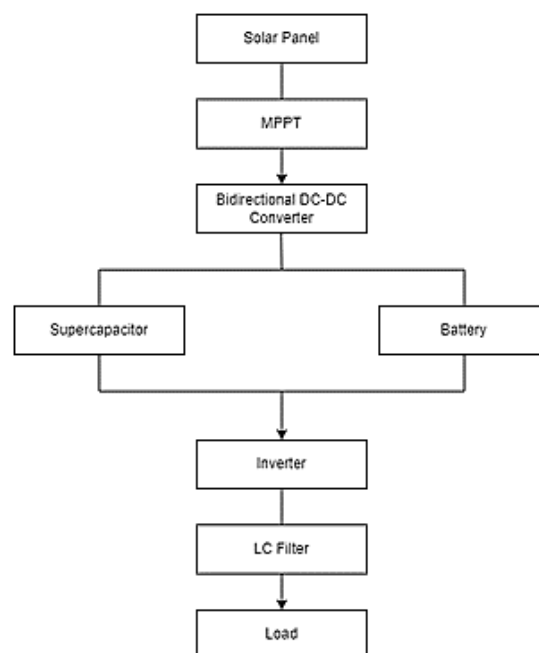 Solar Panel
MPPT
Bidirectional DC-DC
Converter
Supercapacitor
Battery
Inverter
LC Filter
Load